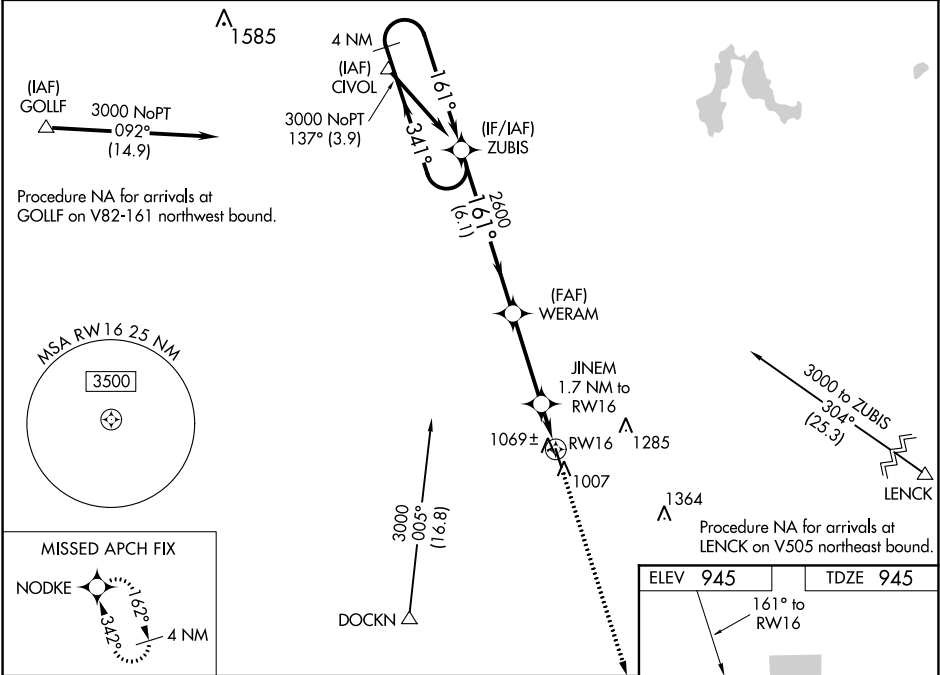 1585
4 NM
(IAF)
CIVOL
(IAF)
GOLLF
3000 NoPT
092°
(14.9)
3000 NoPT
137° (3.9)
161°
341°
(IF/IAF)
ZUBIS
Procedure NA for arrivals at
GOLLF on V82-161 northwest bound.
2600
161°
(6.1)
(FAF)
WERAM
MSA RW16 25 NM
3500
JINEM
1.7 NM to
RW16
1069±
RW16
1285
1007
3000 to ZUBIS
304°
(25.3)
LENCK
1364
Procedure NA for arrivals at
LENCK on V505 northeast bound.
3000
005°
(16.8)
DOCKN
MISSED APCH FIX
NODKE
162°
342°
4 NM
ELEV 945
TDZE 945
161° to
RW16